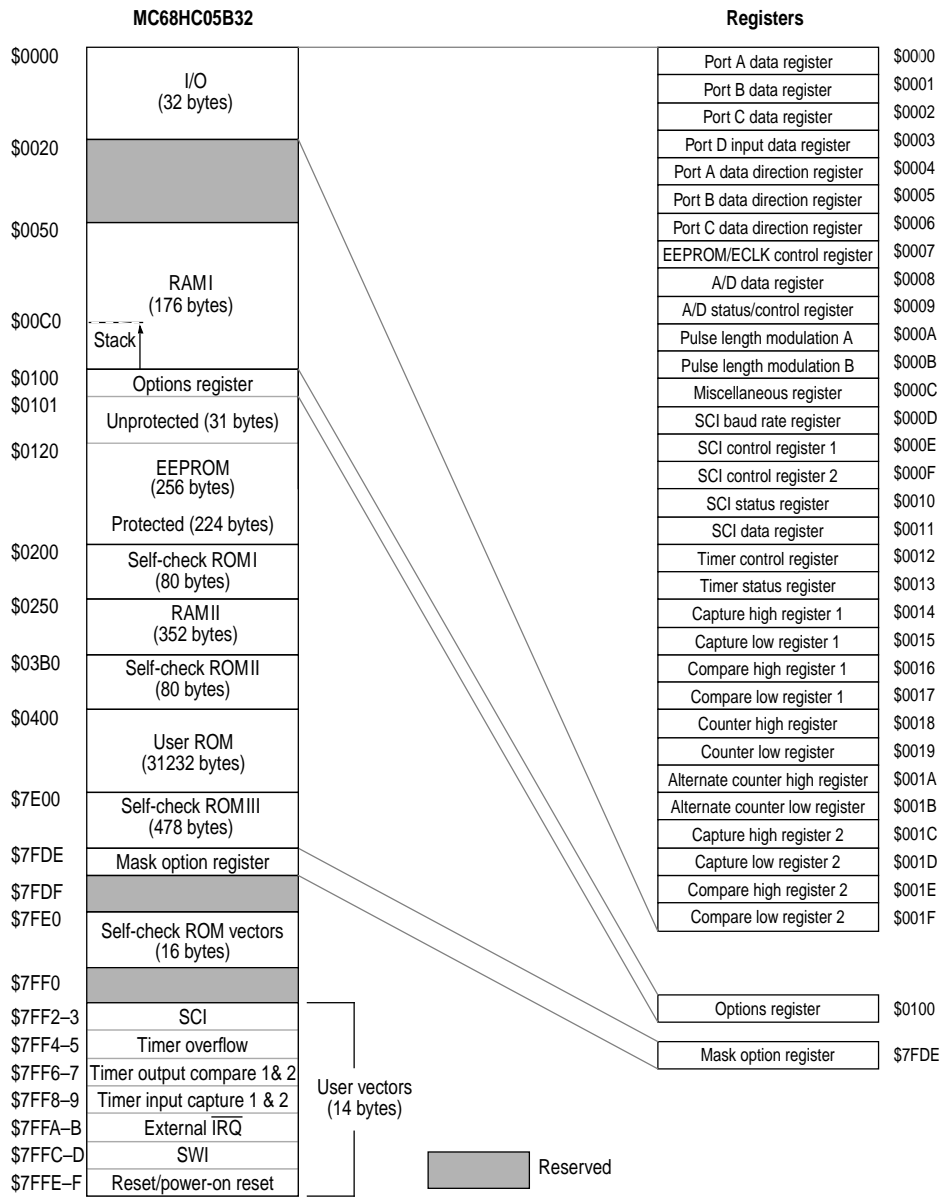 MC68HC05B32
$0000
I/O
(32 bytes)
$0020
$0050
RAMI
(176 bytes)
$00C0
Stack
$0100
Options register
$0101
Unprotected (31 bytes)
$0120
EEPROM
(256 bytes)
Protected (224 bytes)
$0200
Self-check ROMI
(80 bytes)
$0250
RAMII
(352 bytes)
$03B0
Self-check ROMII
(80 bytes)
$0400
User ROM
(31232 bytes)
$7E00
Self-check ROMIII
(478 bytes)
$7FDE
Mask option register
$7FDF
$7FE0
Self-check ROM vectors
(16 bytes)
$7FF0
$7FF2–3 SCI
$7FF4–5 Timer overflow
$7FF6–7 Timer output compare 1& 2
$7FF8–9 Timer input capture 1 & 2
$7FFA–B External IRQ
$7FFC–D SWI
$7FFE–F Reset/power-on reset
User vectors
(14 bytes)
Reserved
Registers
Port A data register $0000
Port B data register $0001
Port C data register $0002
Port D input data register $0003
Port A data direction register $0004
Port B data direction register $0005
Port C data direction register $0006
EEPROM/ECLK control register $0007
A/D data register $0008
A/D status/control register $0009
Pulse length modulation A $000A
Pulse length modulation B $000B
Miscellaneous register $000C
SCI baud rate register $000D
SCI control register 1 $000E
SCI control register 2 $000F
SCI status register $0010
SCI data register $0011
Timer control register $0012
Timer status register $0013
Capture high register 1 $0014
Capture low register 1 $0015
Compare high register 1 $0016
Compare low register 1 $0017
Counter high register $0018
Counter low register $0019
Alternate counter high register $001A
Alternate counter low register $001B
Capture high register 2 $001C
Capture low register 2 $001D
Compare high register 2 $001E
Compare low register 2 $001F
Options register $0100
Mask option register $7FDE